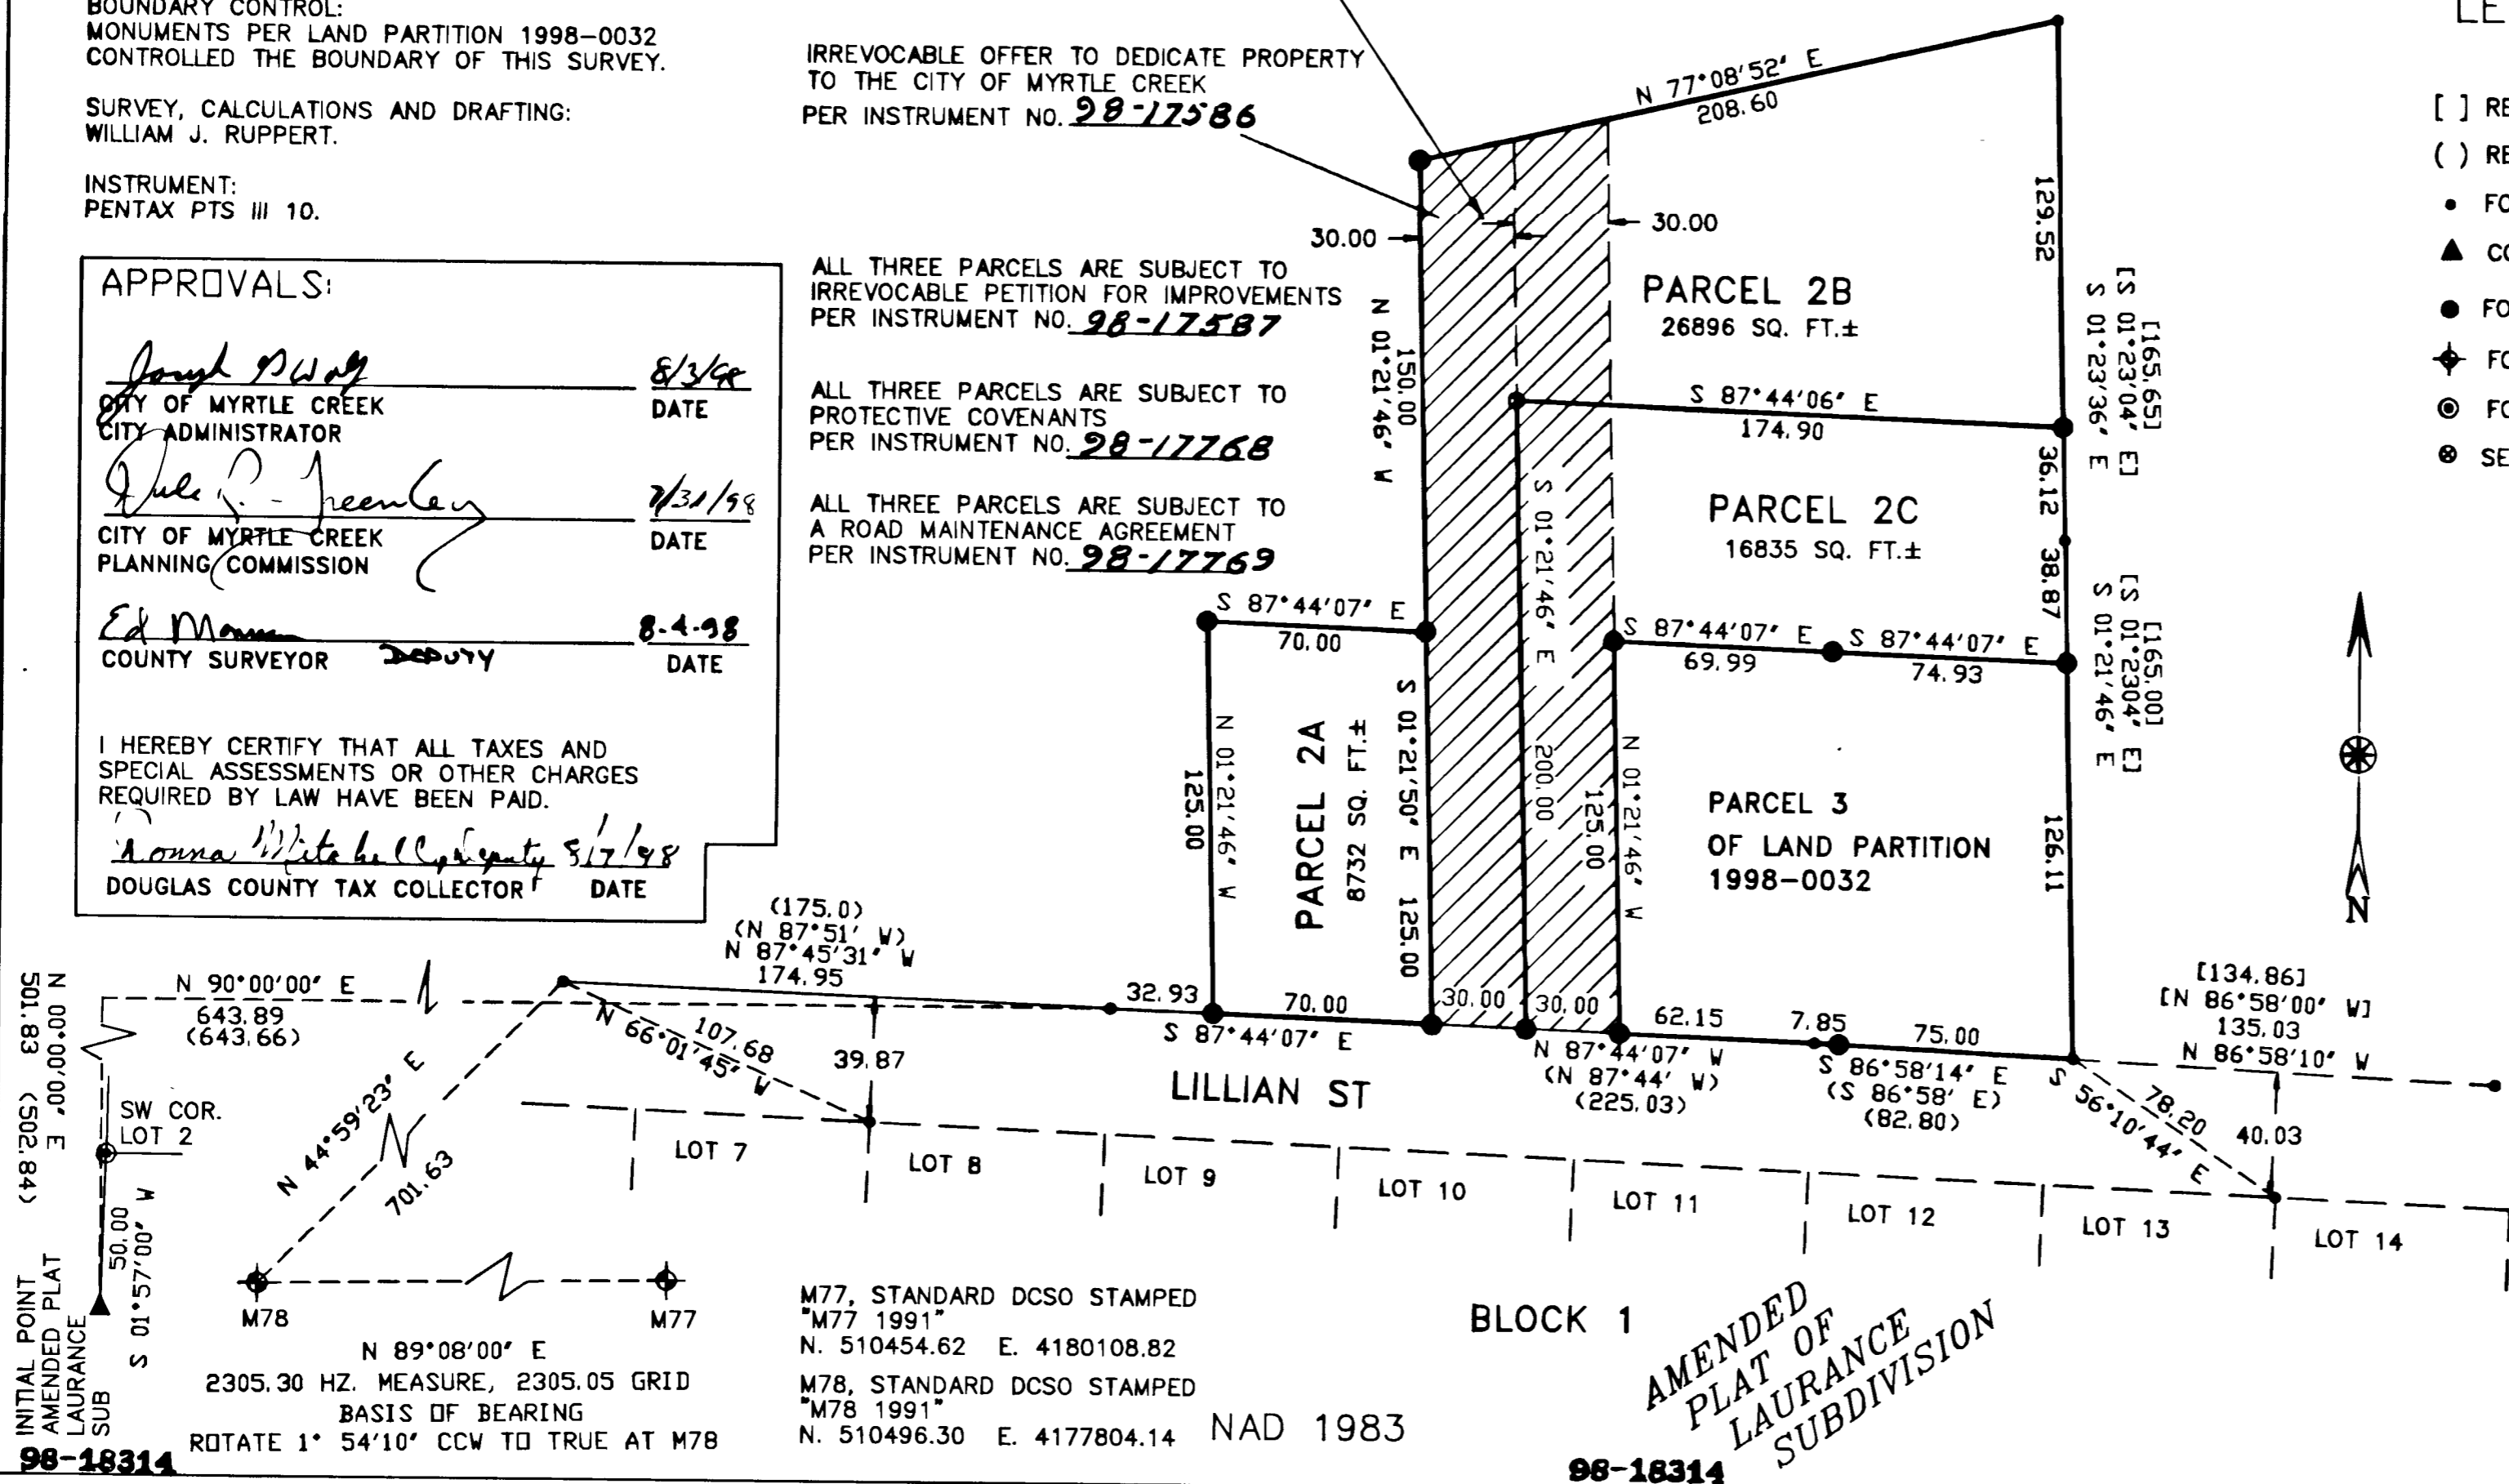 BOUNDARY CONTROL:
MONUMENTS PER LAND PARTITION 1998-0032
CONTROLLED THE BOUNDARY OF THIS SURVEY.
SURVEY, CALCULATIONS AND DRAFTING:
WILLIAM J. RUPPERT.
INSTRUMENT:
PENTAX PTS III 10.
APPROVALS:
8/3/98
CITY OF MYRTLE CREEK
DATE
CITY ADMINISTRATOR
7/31/98
CITY OF MYRTLE CREEK
DATE
PLANNING COMMISSION
Ed
8-4-98
COUNTY SURVEYOR DEPUTY
DATE
I HEREBY CERTIFY THAT ALL TAXES AND
SPECIAL ASSESSMENTS OR OTHER CHARGES
REQUIRED BY LAW HAVE BEEN PAID.
deputy
DOUGLAS COUNTY TAX COLLECTOR DATE
IRREVOCABLE OFFER TO DEDICATE PROPERTY
TO THE CITY OF MYRTLE CREEK
PER INSTRUMENT NO. 98-17586
ALL THREE PARCELS ARE SUBJECT TO
IRREVOCABLE PETITION FOR IMPROVEMENTS
PER INSTRUMENT NO. 98-17587
ALL THREE PARCELS ARE SUBJECT TO
PROTECTIVE COVENANTS
PER INSTRUMENT NO. 98-17768
ALL THREE PARCELS ARE SUBJECT TO
A ROAD MAINTENANCE AGREEMENT
PER INSTRUMENT NO. 98-17769
N 77°08'52" E
208.60
30.00
30.00
150.00
N 01°21'46" W
PARCEL 2B
26896 SQ. FT.±
129.52
[165.65]
[S 01°23'04" E]
S 01°23'36" E
S 87°44'06" E
174.90
PARCEL 2C
16835 SQ. FT.±
36.12
38.87
S 01°21'46" E
200.00
S 87°44'07" E
70.00
S 87°44'07" E
69.99
S 87°44'07" E
74.93
[165.00]
[S 01°2304" E]
S 01°21'46" E
N 01°21'46" W
125.00
PARCEL 2A
8732 SQ. FT.±
S 01°21'50" E 125.00
N 01°21'46" W
125.00
PARCEL 3
OF LAND PARTITION
1998-0032
126.11
N
(175.0)
(N 87°51' W)
N 87°45'31" W
174.95
32.93
70.00
S 87°44'07" E
30.00
30.00
62.15
7.85
75.00
N 87°44'07" W
(N 87°44' W)
(225.03)
S 86°58'14" E
(S 86°58' E)
(82.80)
[134.86]
[N 86°58'00" W]
135.03
N 86°58'10" W
78.20
S 56°10'44" E
40.03
LILLIAN ST
N 90°00'00" E
643.89
(643.66)
N 00°00'00" E
501.83 (502.84)
107.68
N 66°01'45" W
39.87
N 44°59'23" E
701.63
SW COR.
LOT 2
50.00
S 01°57'00" W
INITIAL POINT
AMENDED PLAT
LAURANCE
SUB
LOT 7
LOT 8
LOT 9
LOT 10
LOT 11
LOT 12
LOT 13
LOT 14
M78
M77
N 89°08'00" E
2305.30 HZ. MEASURE, 2305.05 GRID
BASIS OF BEARING
ROTATE 1° 54'10" CCW TO TRUE AT M78
M77, STANDARD DCSO STAMPED
"M77 1991"
N. 510454.62 E. 4180108.82
M78, STANDARD DCSO STAMPED
"M78 1991"
N. 510496.30 E. 4177804.14
NAD 1983
BLOCK 1
AMENDED
PLAT OF
LAURANCE
SUBDIVISION
98-18314
98-18314
LE
[ ] RE
( ) RE
FO
CO
FO
FO
FO
SE